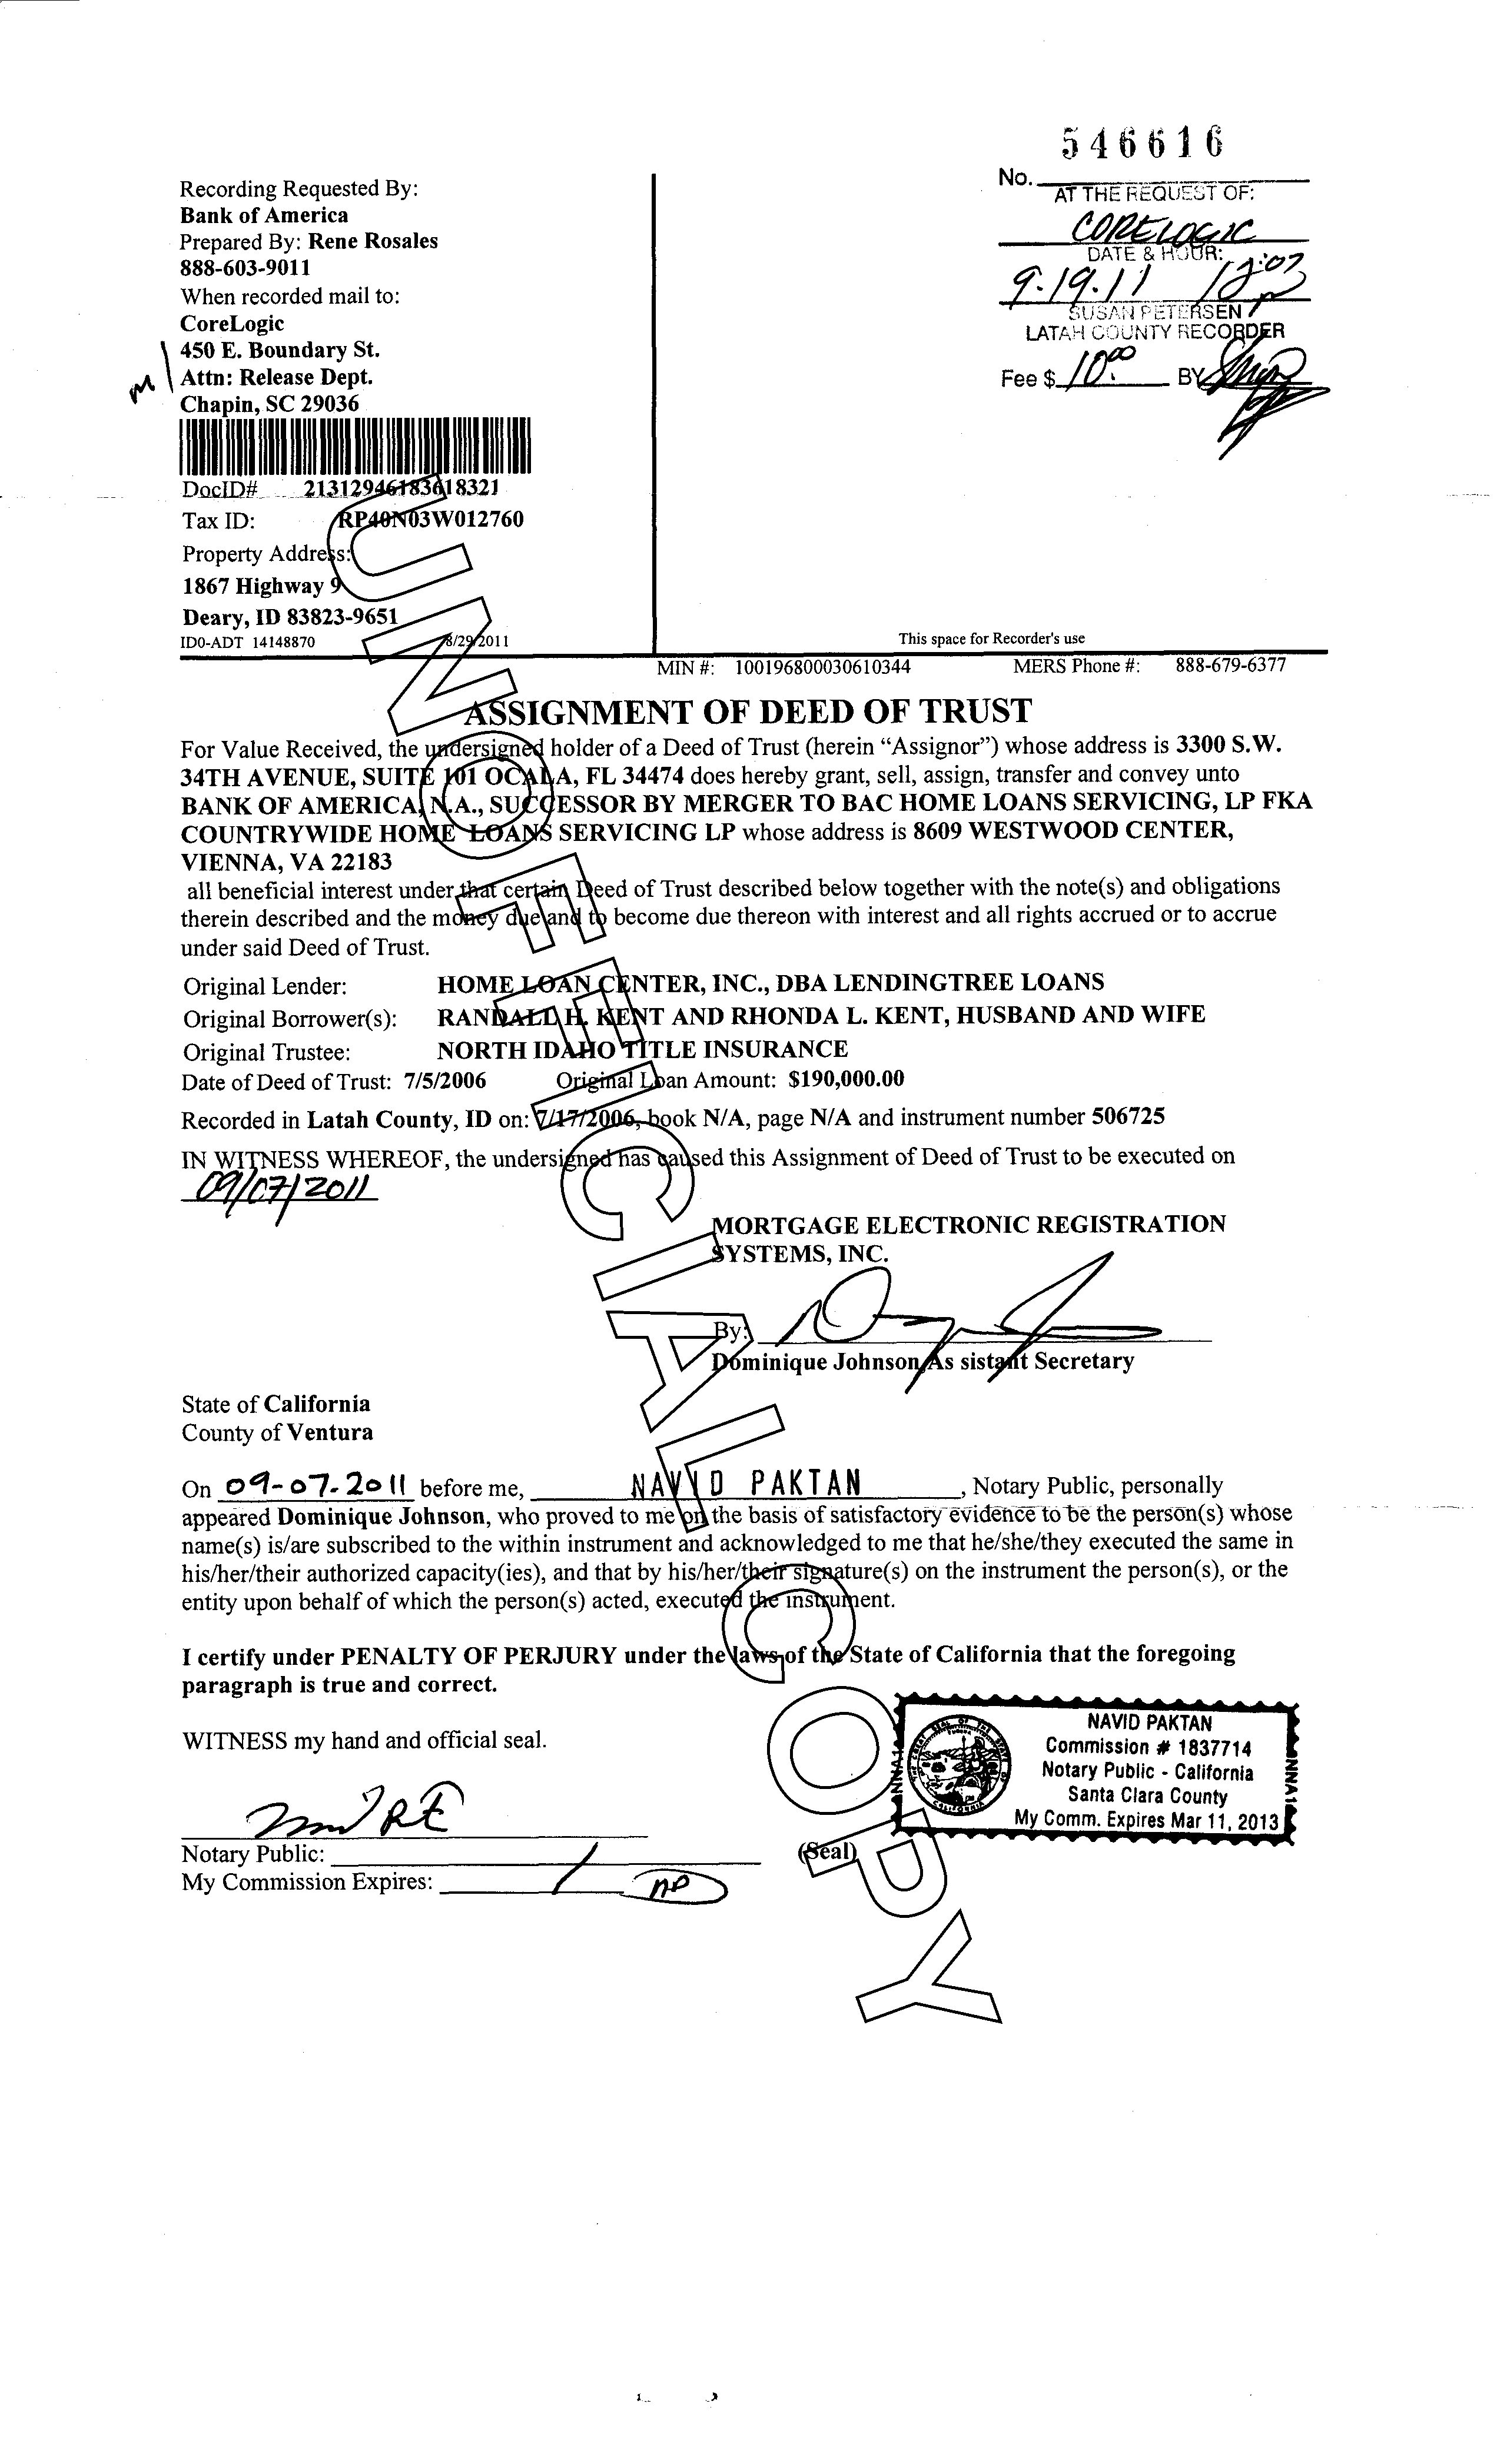 546616
No.
AT THE REQUEST OF:
CORELOGIC
DATE & HOUR:
9.19.11 12:03
SUSAN PETERSEN
LATAH COUNTY RECORDER
Fee $ 10.00 BY
Recording Requested By:
Bank of America
Prepared By: Rene Rosales
888-603-9011
When recorded mail to:
CoreLogic
450 E. Boundary St.
Attn: Release Dept.
Chapin, SC 29036
M
DocID# 21312946183618321
Tax ID: RP40N03W012760
Property Address:
1867 Highway 9
Deary, ID 83823-9651
ID0-ADT 14148870 8/29/2011
This space for Recorder's use
MIN #: 100196800030610344 MERS Phone #: 888-679-6377
ASSIGNMENT OF DEED OF TRUST
For Value Received, the undersigned holder of a Deed of Trust (herein “Assignor”) whose address is 3300 S.W.
34TH AVENUE, SUITE 101 OCALA, FL 34474 does hereby grant, sell, assign, transfer and convey unto
BANK OF AMERICA, N.A., SUCCESSOR BY MERGER TO BAC HOME LOANS SERVICING, LP FKA
COUNTRYWIDE HOME LOANS SERVICING LP whose address is 8609 WESTWOOD CENTER,
VIENNA, VA 22183
all beneficial interest under that certain Deed of Trust described below together with the note(s) and obligations
therein described and the money due and to become due thereon with interest and all rights accrued or to accrue
under said Deed of Trust.
Original Lender: HOME LOAN CENTER, INC., DBA LENDINGTREE LOANS
Original Borrower(s): RANDALL H. KENT AND RHONDA L. KENT, HUSBAND AND WIFE
Original Trustee: NORTH IDAHO TITLE INSURANCE
Date of Deed of Trust: 7/5/2006 Original Loan Amount: $190,000.00
Recorded in Latah County, ID on: 7/17/2006, book N/A, page N/A and instrument number 506725
IN WITNESS WHEREOF, the undersigned has caused this Assignment of Deed of Trust to be executed on
09/07/2011
MORTGAGE ELECTRONIC REGISTRATION
SYSTEMS, INC.
By:
Dominique Johnson, As sistant Secretary
State of California
County of Ventura
On 09-07-2011 before me, NAVID PAKTAN, Notary Public, personally
appeared Dominique Johnson, who proved to me on the basis of satisfactory evidence to be the person(s) whose
name(s) is/are subscribed to the within instrument and acknowledged to me that he/she/they executed the same in
his/her/their authorized capacity(ies), and that by his/her/their signature(s) on the instrument the person(s), or the
entity upon behalf of which the person(s) acted, executed the instrument.
I certify under PENALTY OF PERJURY under the laws of the State of California that the foregoing
paragraph is true and correct.
WITNESS my hand and official seal.
NAVID PAKTAN
Commission # 1837714
Notary Public - California
Santa Clara County
My Comm. Expires Mar 11, 2013
Notary Public: (Seal)
My Commission Expires: NP
UNOFFICIAL COPY